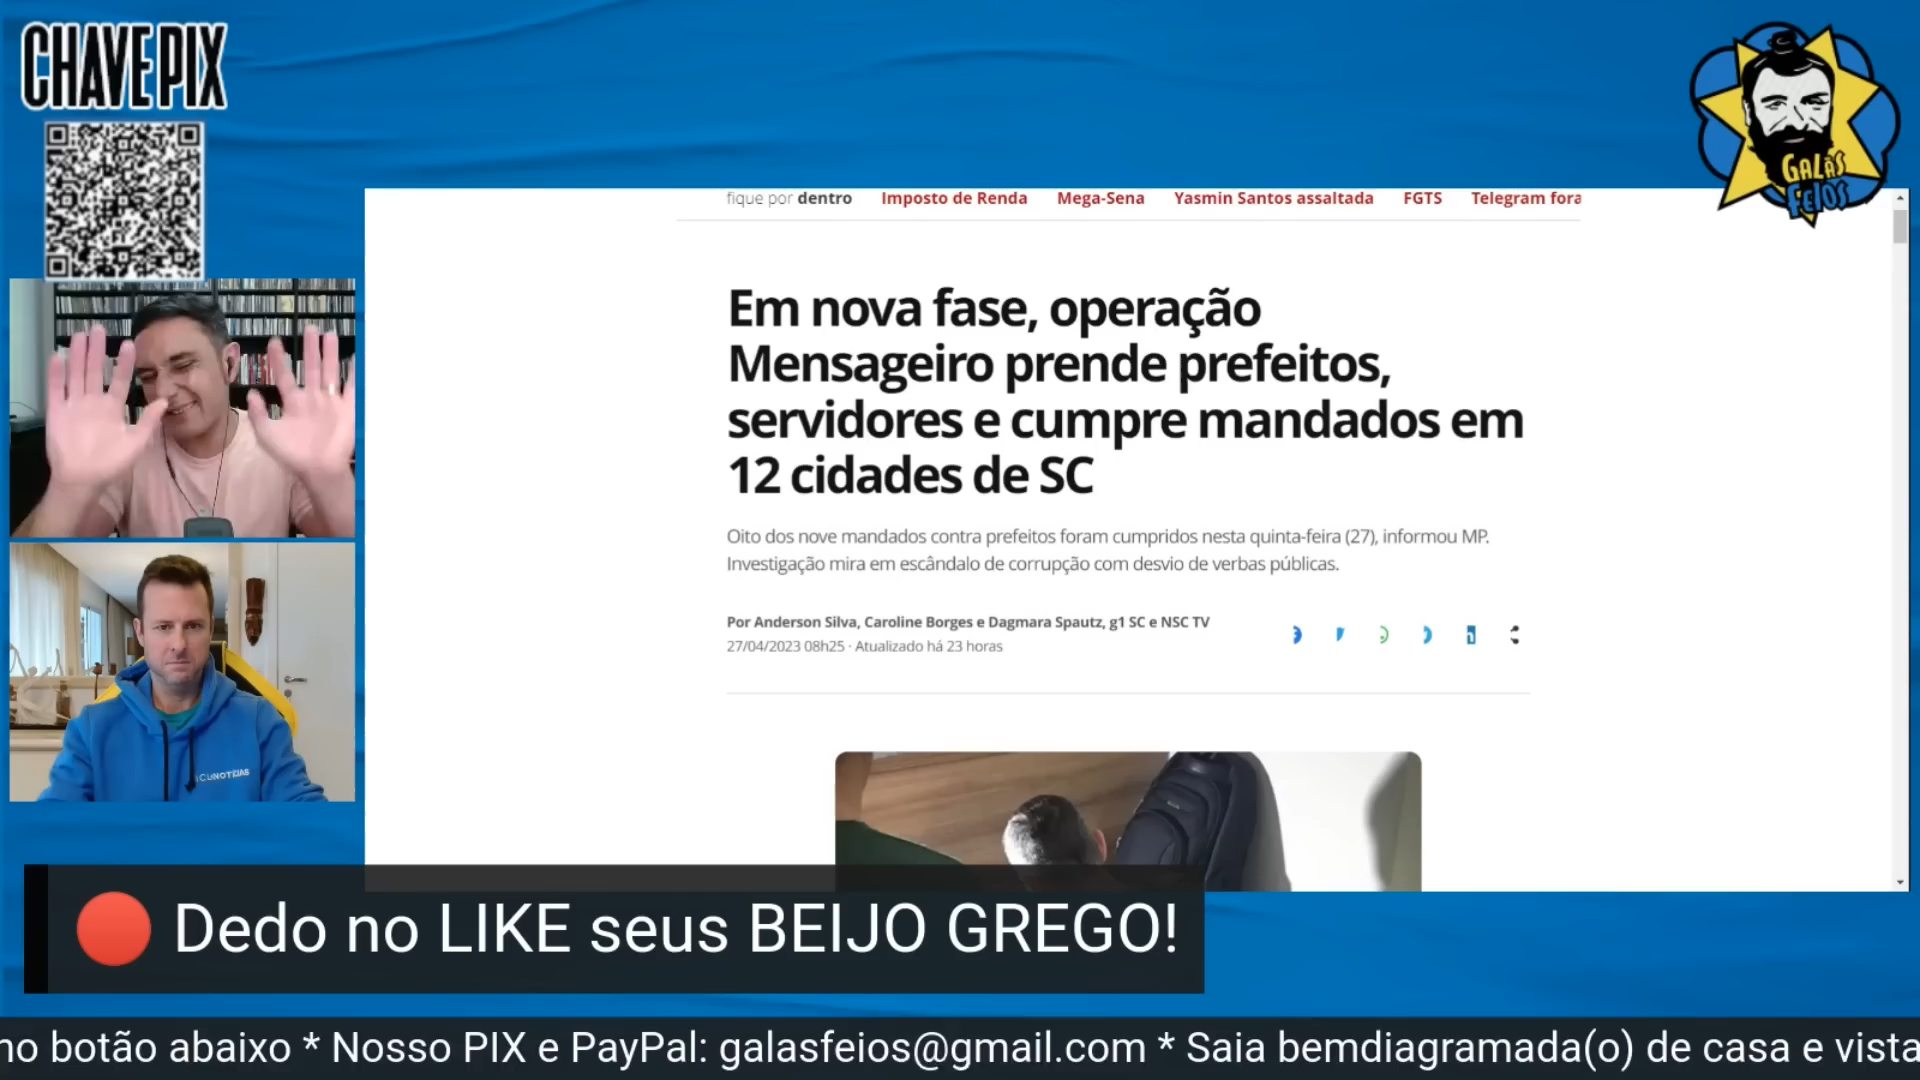 CHAVE PIX
GALÃS
FEIOS
fique por dentro Imposto de Renda Mega-Sena Yasmin Santos assaltada FGTS Telegram fora
Em nova fase, operação
Mensageiro prende prefeitos,
servidores e cumpre mandados em
12 cidades de SC
Oito dos nove mandados contra prefeitos foram cumpridos nesta quinta-feira (27), informou MP.
Investigação mira em escândalo de corrupção com desvio de verbas públicas.
Por Anderson Silva, Caroline Borges e Dagmara Spautz, g1 SC e NSC TV
27/04/2023 08h25 · Atualizado há 23 horas
NOTÍCIAS
Dedo no LIKE seus BEIJO GREGO!
no botão abaixo * Nosso PIX e PayPal: galasfeios@gmail.com * Saia bemdiagramada(o) de casa e vista